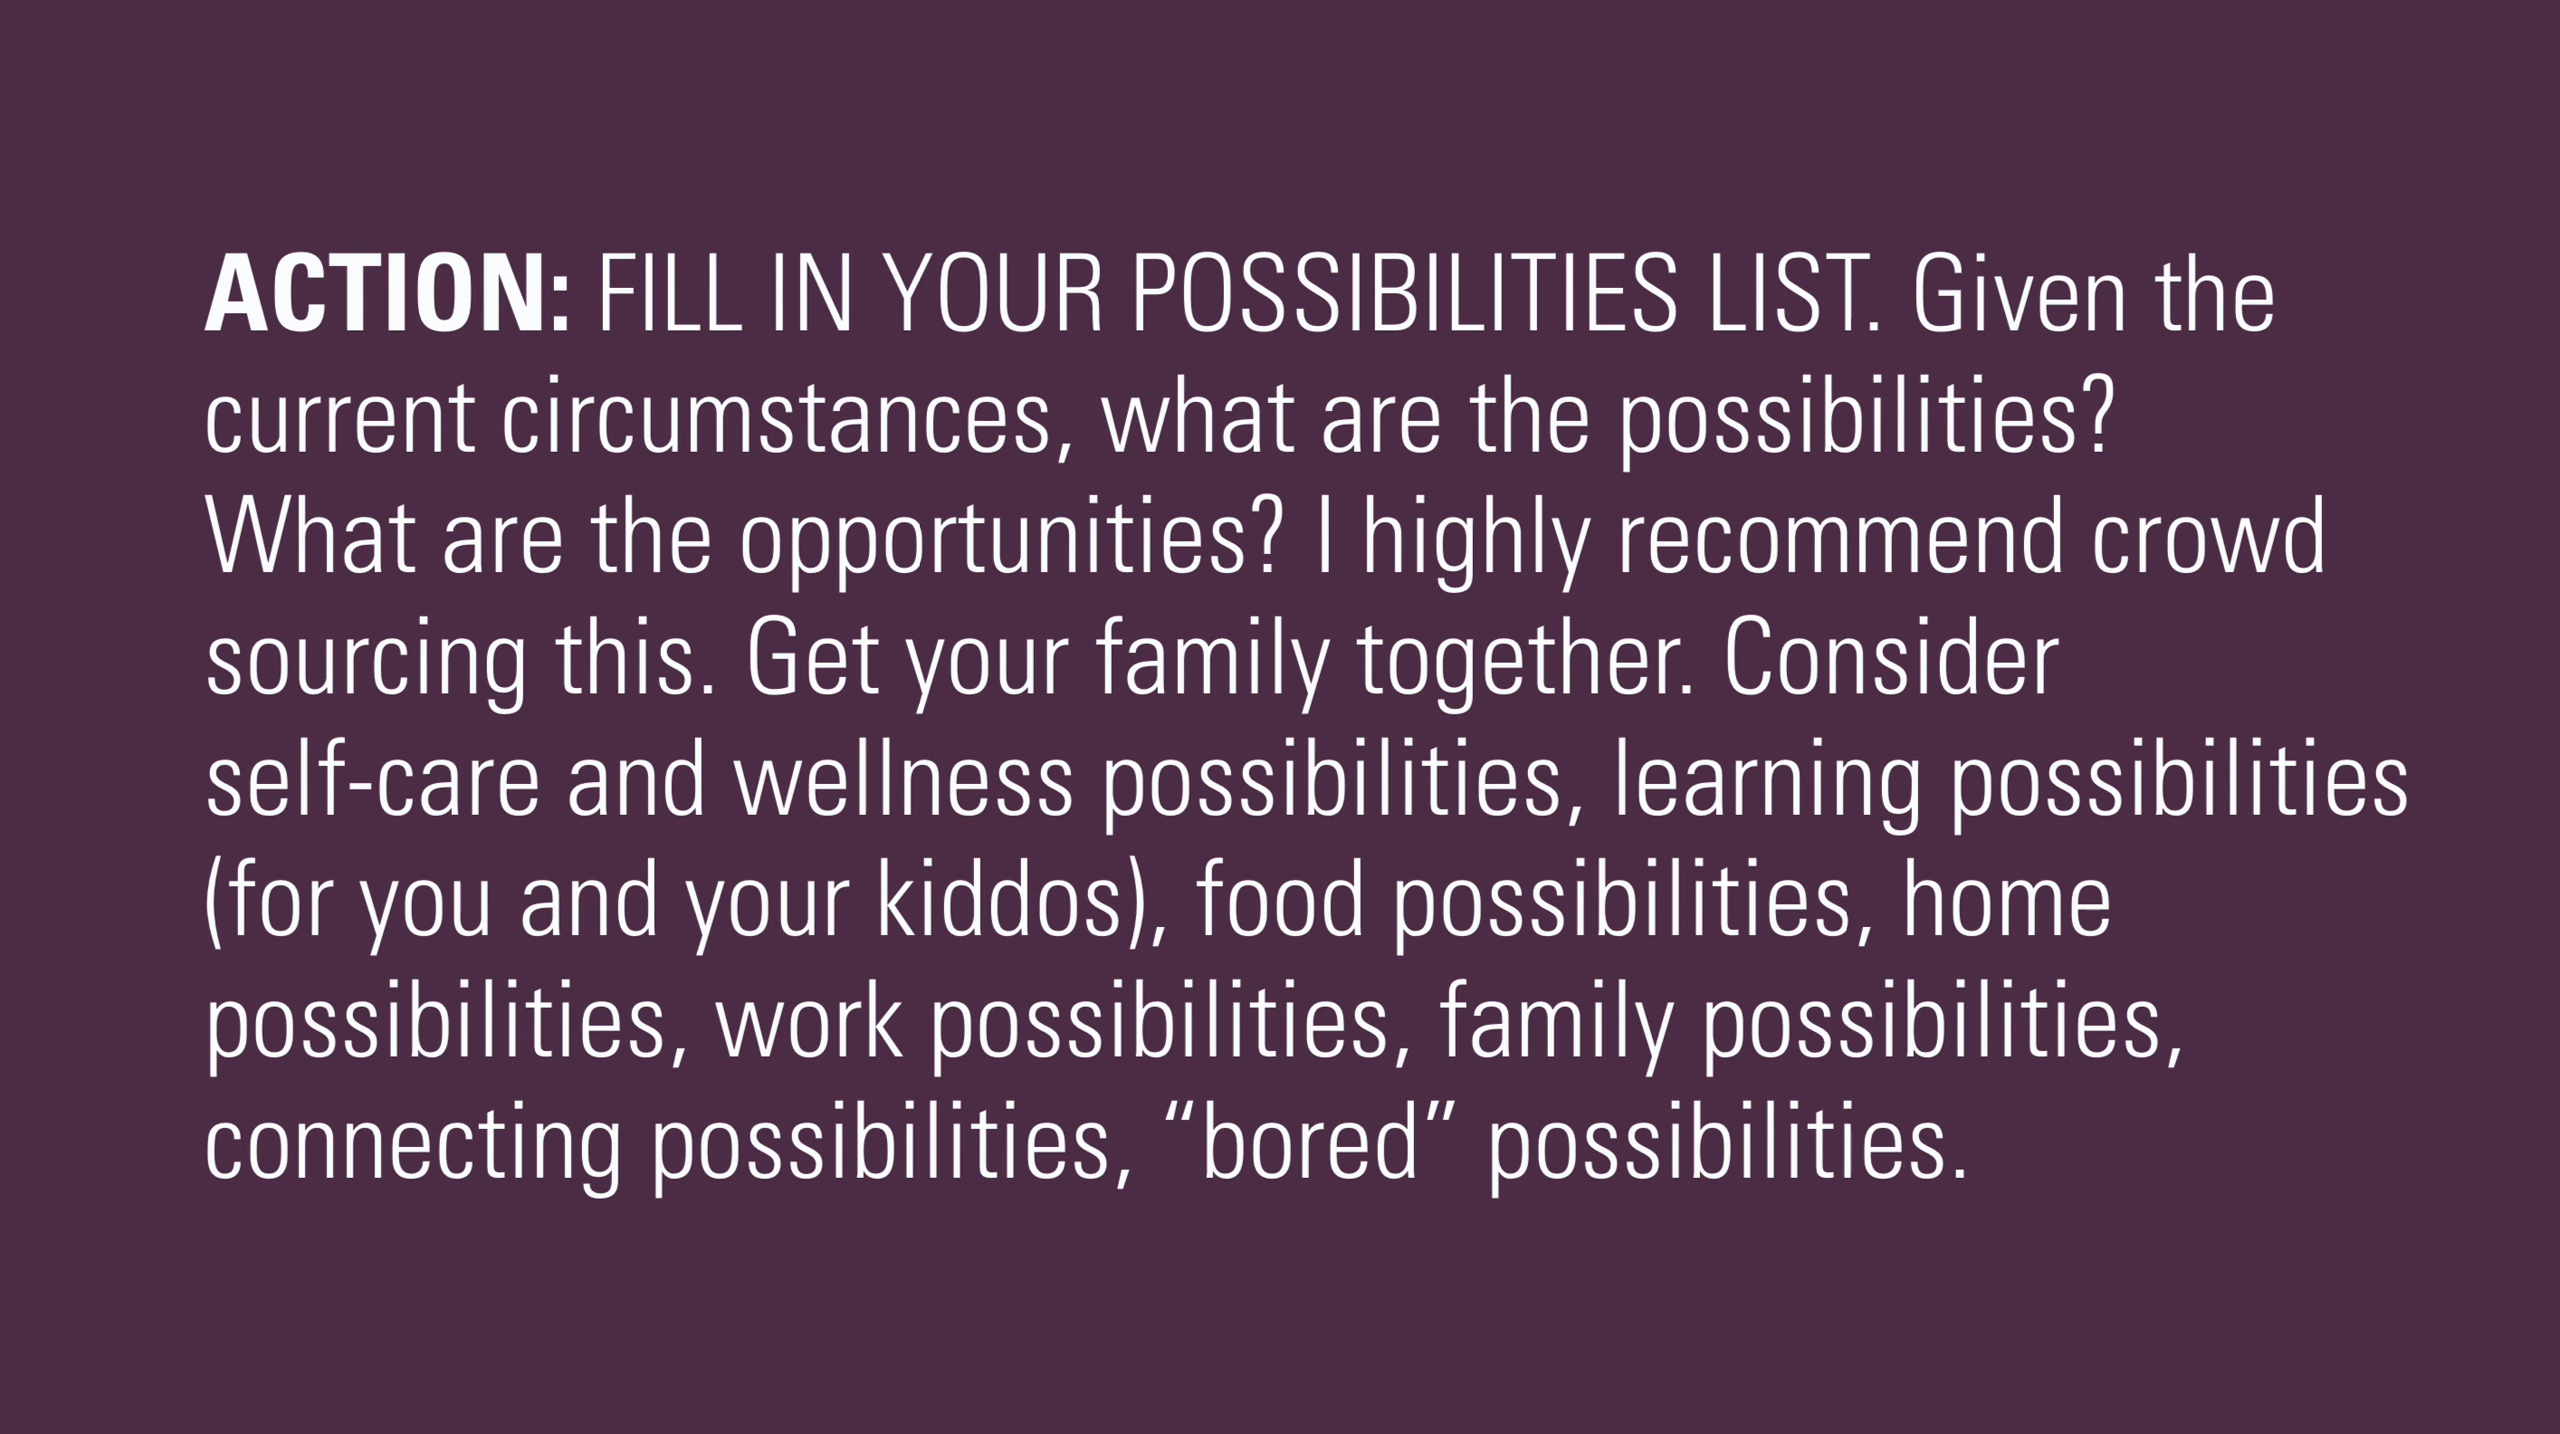 ACTION: FILL IN YOUR POSSIBILITIES LIST. Given the
current circumstances, what are the possibilities?
What are the opportunities? I highly recommend crowd
sourcing this. Get your family together. Consider
self-care and wellness possibilities, learning possibilities
(for you and your kiddos), food possibilities, home
possibilities, work possibilities, family possibilities,
connecting possibilities, “bored” possibilities.